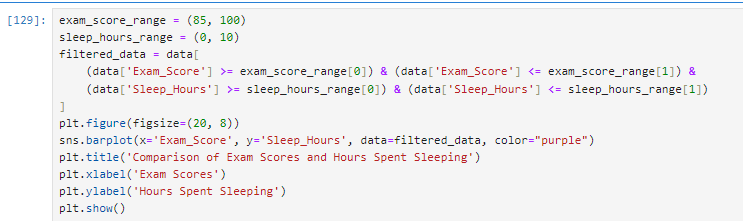 [129]: exam_score_range = (85, 100)
sleep_hours_range = (0, 10)
filtered_data = data[
    (data['Exam_Score'] >= exam_score_range[0]) & (data['Exam_Score'] <= exam_score_range[1]) &
    (data['Sleep_Hours'] >= sleep_hours_range[0]) & (data['Sleep_Hours'] <= sleep_hours_range[1])
]
plt.figure(figsize=(20, 8))
sns.barplot(x='Exam_Score', y='Sleep_Hours', data=filtered_data, color="purple")
plt.title('Comparison of Exam Scores and Hours Spent Sleeping')
plt.xlabel('Exam Scores')
plt.ylabel('Hours Spent Sleeping')
plt.show()